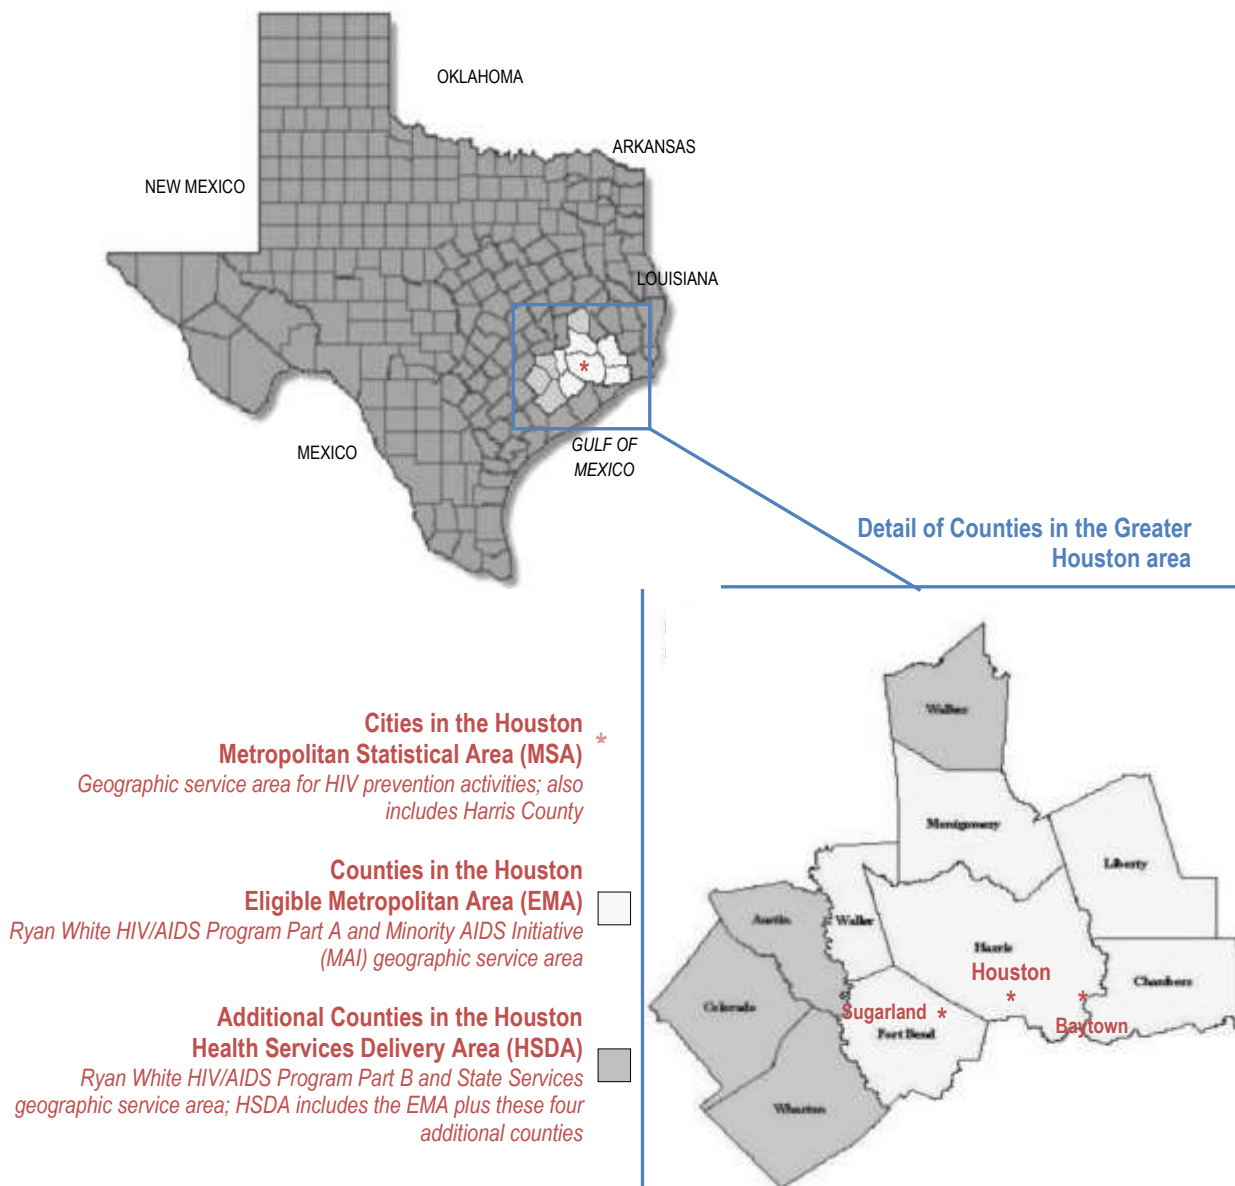 OKLAHOMA
ARKANSAS
NEW MEXICO
LOUISIANA
*
MEXICO
GULF OF
MEXICO
Detail of Counties in the Greater
Houston area
Cities in the Houston
Metropolitan Statistical Area (MSA) *
Geographic service area for HIV prevention activities; also
includes Harris County
Counties in the Houston
Eligible Metropolitan Area (EMA)
Ryan White HIV/AIDS Program Part A and Minority AIDS Initiative
(MAI) geographic service area
Additional Counties in the Houston
Health Services Delivery Area (HSDA)
Ryan White HIV/AIDS Program Part B and State Services
geographic service area; HSDA includes the EMA plus these four
additional counties
Walker
Montgomery
Liberty
Austin
Waller
Harris
Houston
*
*
Chambers
Colorado
Sugarland *
Baytown
Fort Bend
Wharton